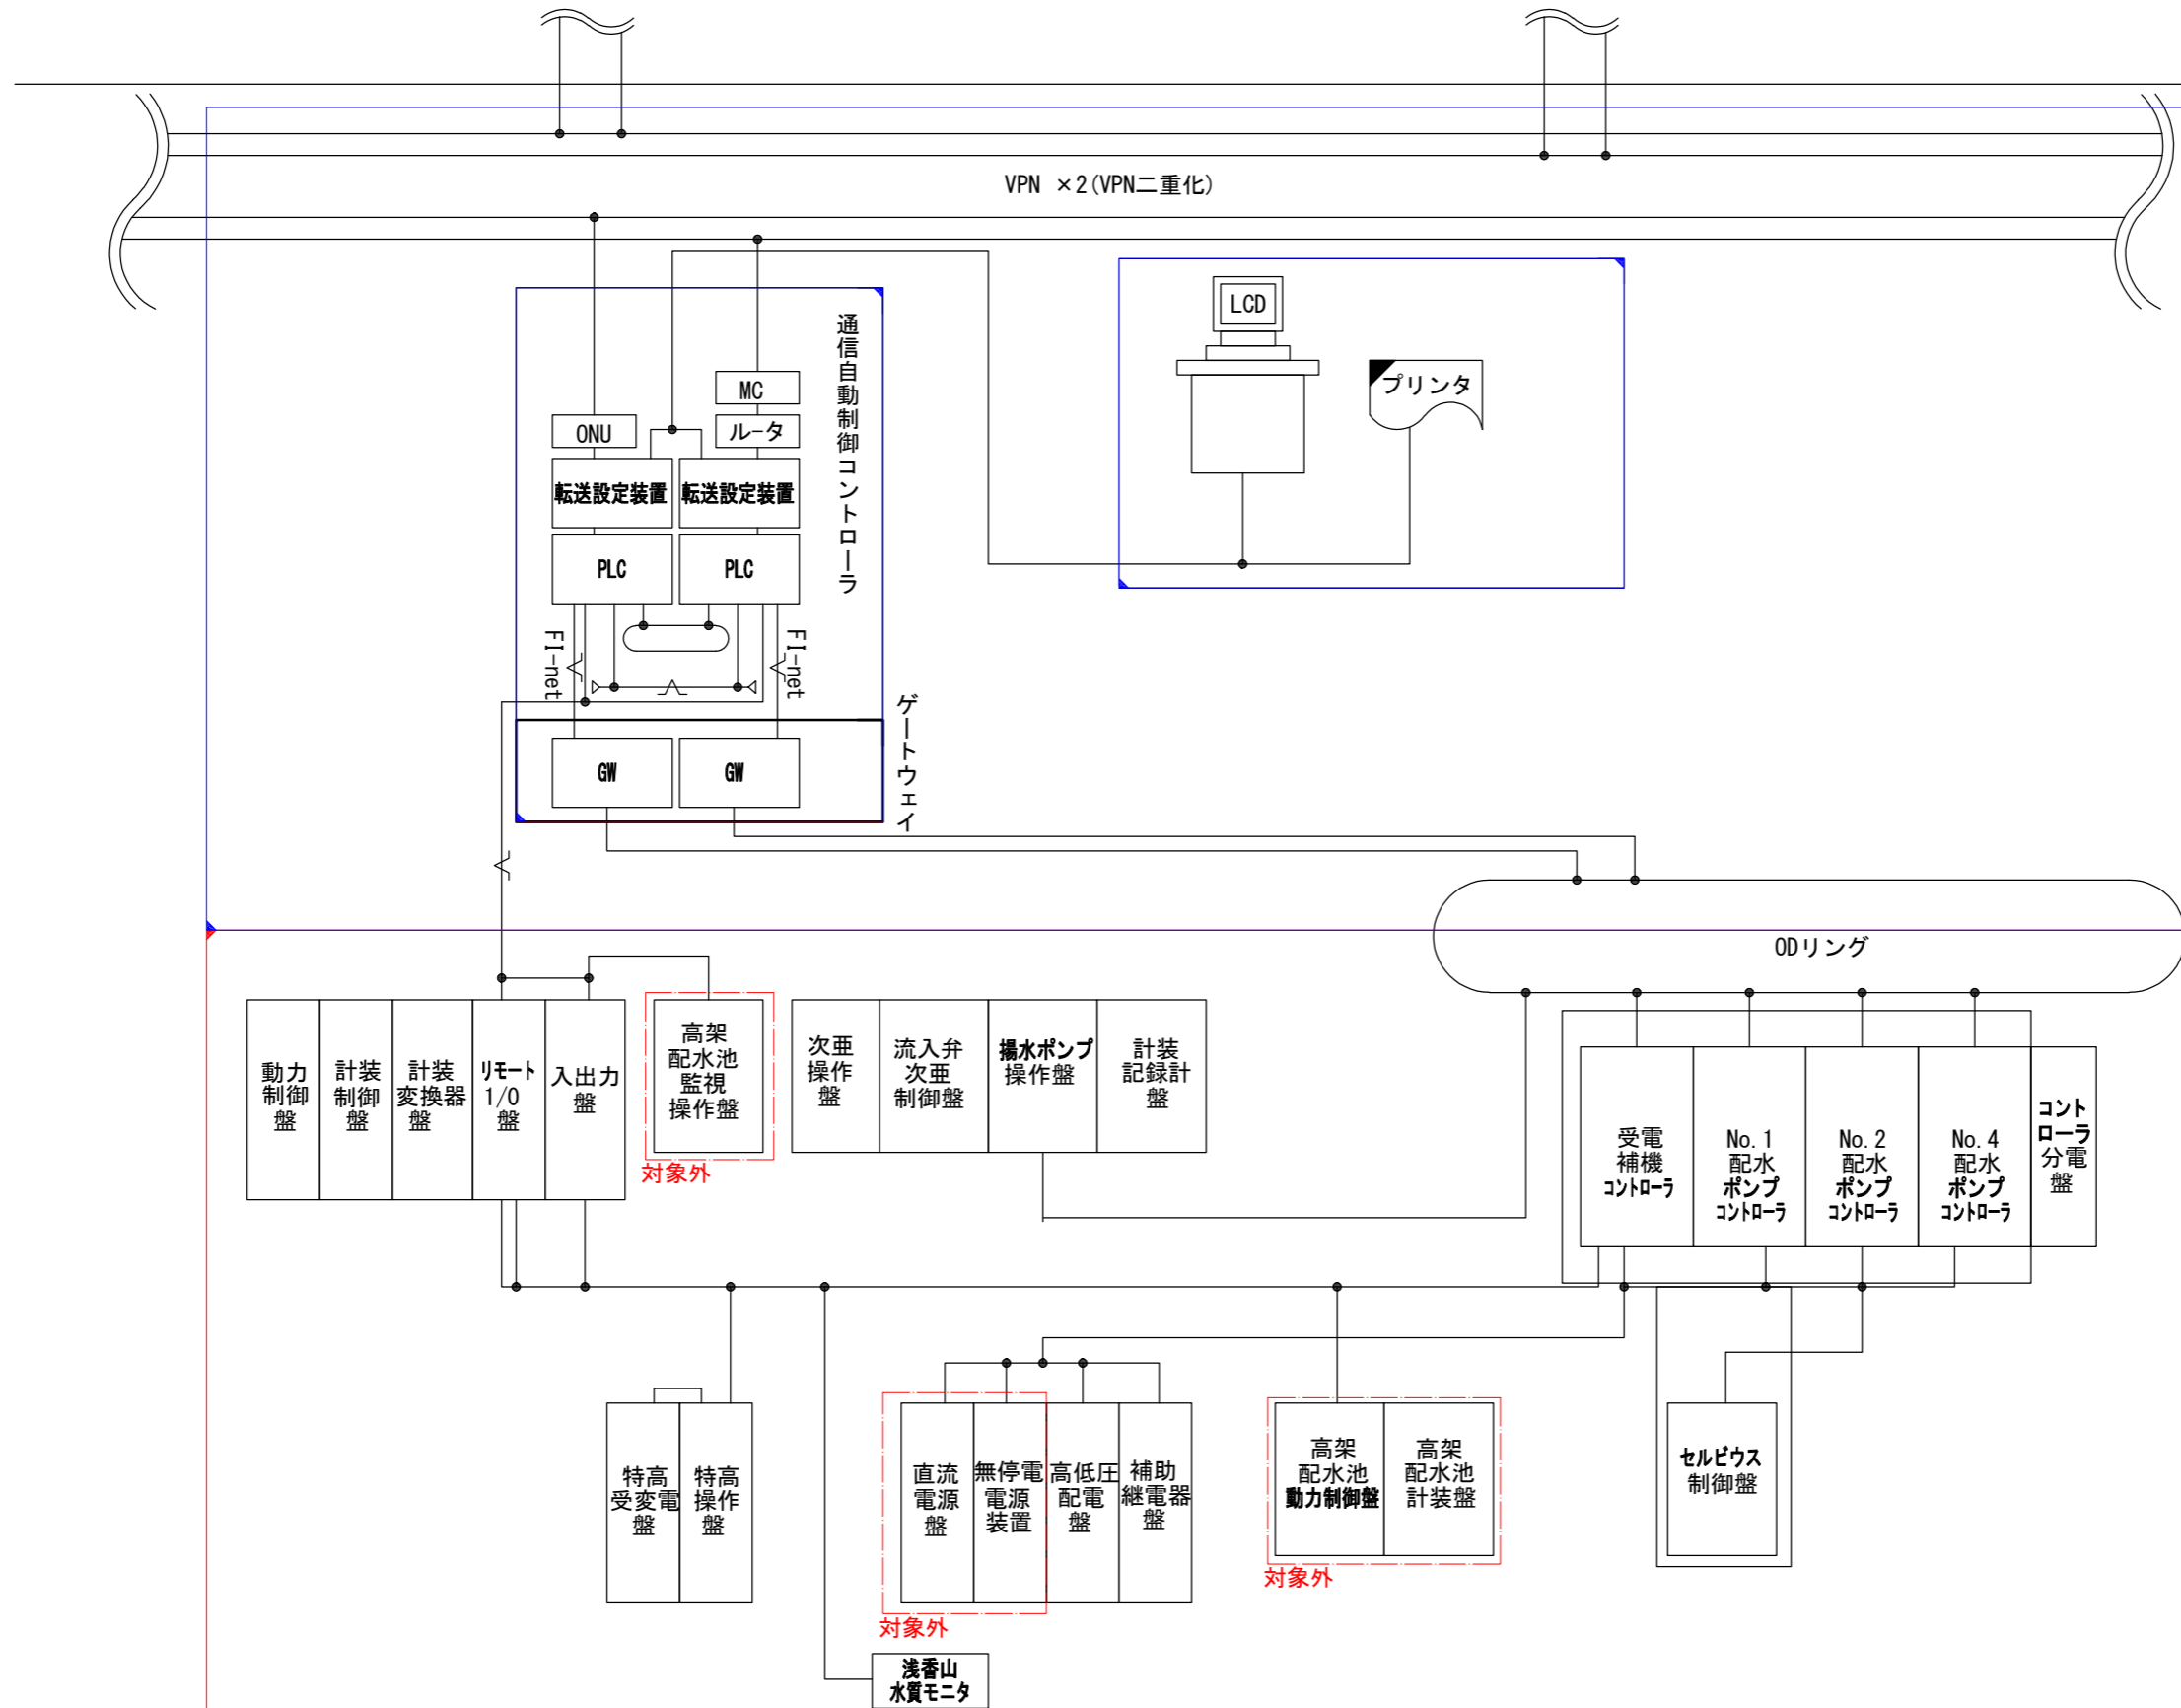 VPN ×2(VPN二重化)
LCD
プリンタ
通信自動制御コントローラ
MC
ONU
ル-タ
転送設定装置
転送設定装置
PLC
PLC
FI-net
FI-net
ゲートウェイ
GW
GW
ODリング
動力
制御
盤
計装
制御
盤
計装
変換器
盤
リモート
1/0
盤
入出力
盤
高架
配水池
監視
操作盤
対象外
次亜
操作
盤
流入弁
次亜
制御盤
揚水ポンプ
操作盤
計装
記録計
盤
受電
補機
コントローラ
No.1
配水
ポンプ
コントローラ
No.2
配水
ポンプ
コントローラ
No.4
配水
ポンプ
コントローラ
コント
ローラ
分電
盤
特高
受変電
盤
特高
操作
盤
直流
電源
盤
無停電
電源
装置
高低圧
配電
盤
補助
継電器
盤
対象外
高架
配水池
動力制御盤
高架
配水池
計装盤
対象外
セルビウス
制御盤
浅香山
水質モニタ